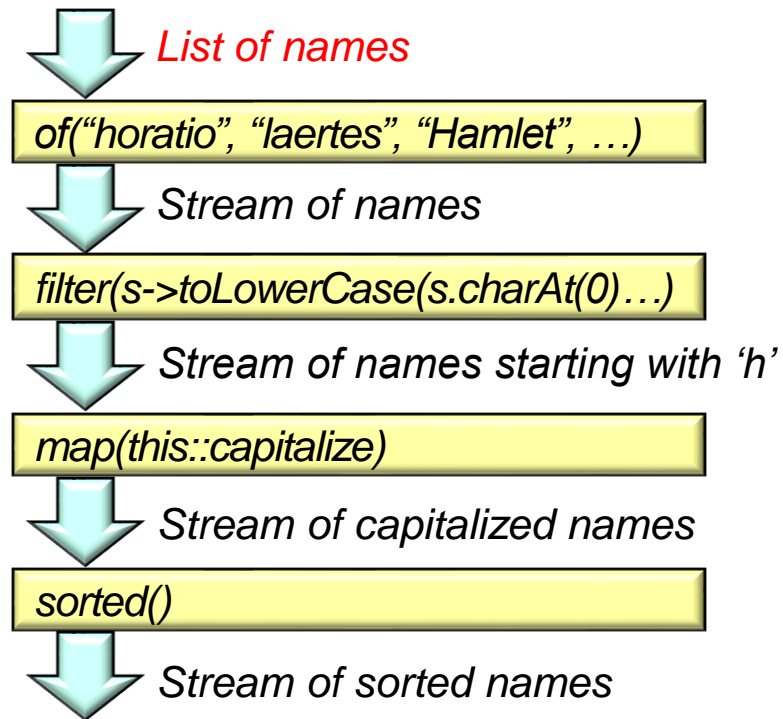 List of names
of(“horatio”, “laertes”, “Hamlet”, …)
Stream of names
filter(s->toLowerCase(s.charAt(0)…)
Stream of names starting with ‘h’
map(this::capitalize)
Stream of capitalized names
sorted()
Stream of sorted names